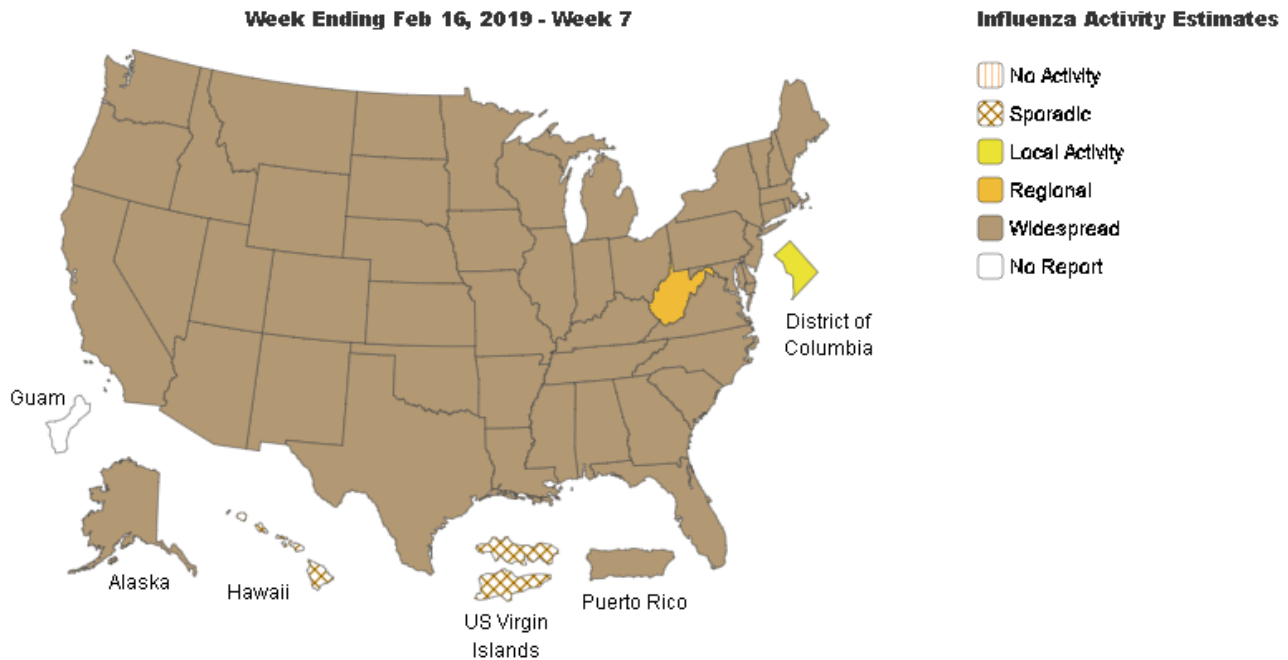 Week Ending Feb 16, 2019 - Week 7
Influenza Activity Estimates
No Activity
Sporadic
Local Activity
Regional
Widespread
No Report
District of
Columbia
Guam
Alaska
Hawaii
US Virgin
Islands
Puerto Rico